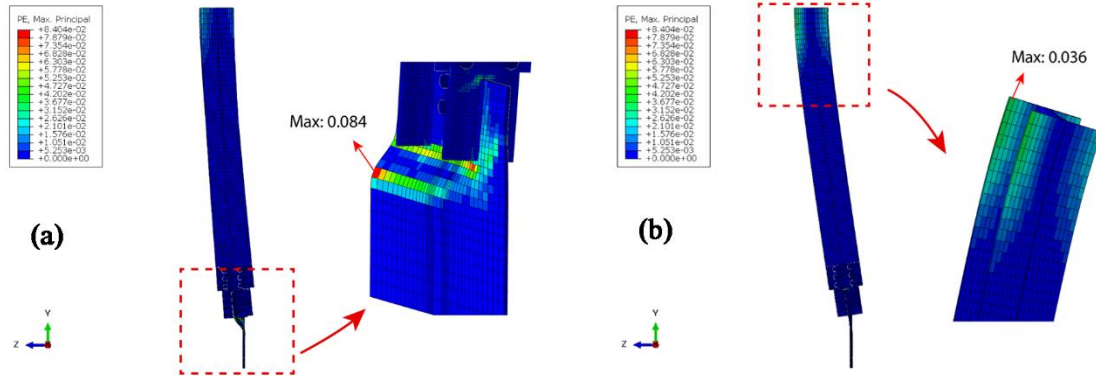 PE, Max. Principal
+8.404e-02
+7.879e-02
+7.354e-02
+6.828e-02
+6.303e-02
+5.778e-02
+5.253e-02
+4.727e-02
+4.202e-02
+3.677e-02
+3.152e-02
+2.626e-02
+2.101e-02
+1.576e-02
+1.051e-02
+5.253e-03
+0.000e+00
Max: 0.084
(a)
Y
Z
PE, Max. Principal
+8.404e-02
+7.879e-02
+7.354e-02
+6.828e-02
+6.303e-02
+5.778e-02
+5.253e-02
+4.727e-02
+4.202e-02
+3.677e-02
+3.152e-02
+2.626e-02
+2.101e-02
+1.576e-02
+1.051e-02
+5.253e-03
+0.000e+00
Max: 0.036
(b)
Y
Z